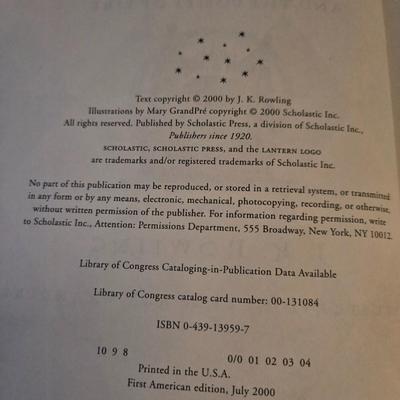 Text copyright © 2000 by J. K. Rowling
Illustrations by Mary GrandPré copyright © 2000 Scholastic Inc.
All rights reserved. Published by Scholastic Press, a division of Scholastic Inc.,
Publishers since 1920.
SCHOLASTIC, SCHOLASTIC PRESS, and the LANTERN LOGO
are trademarks and/or registered trademarks of Scholastic Inc.
No part of this publication may be reproduced, or stored in a retrieval system, or transmitted
in any form or by any means, electronic, mechanical, photocopying, recording, or otherwise,
without written permission of the publisher. For information regarding permission, write
to Scholastic Inc., Attention: Permissions Department, 555 Broadway, New York, NY 10012.
Library of Congress Cataloging-in-Publication Data Available
Library of Congress catalog card number: 00-131084
ISBN 0-439-13959-7
10 9 8 0/0 01 02 03 04
Printed in the U.S.A.
First American edition, July 2000